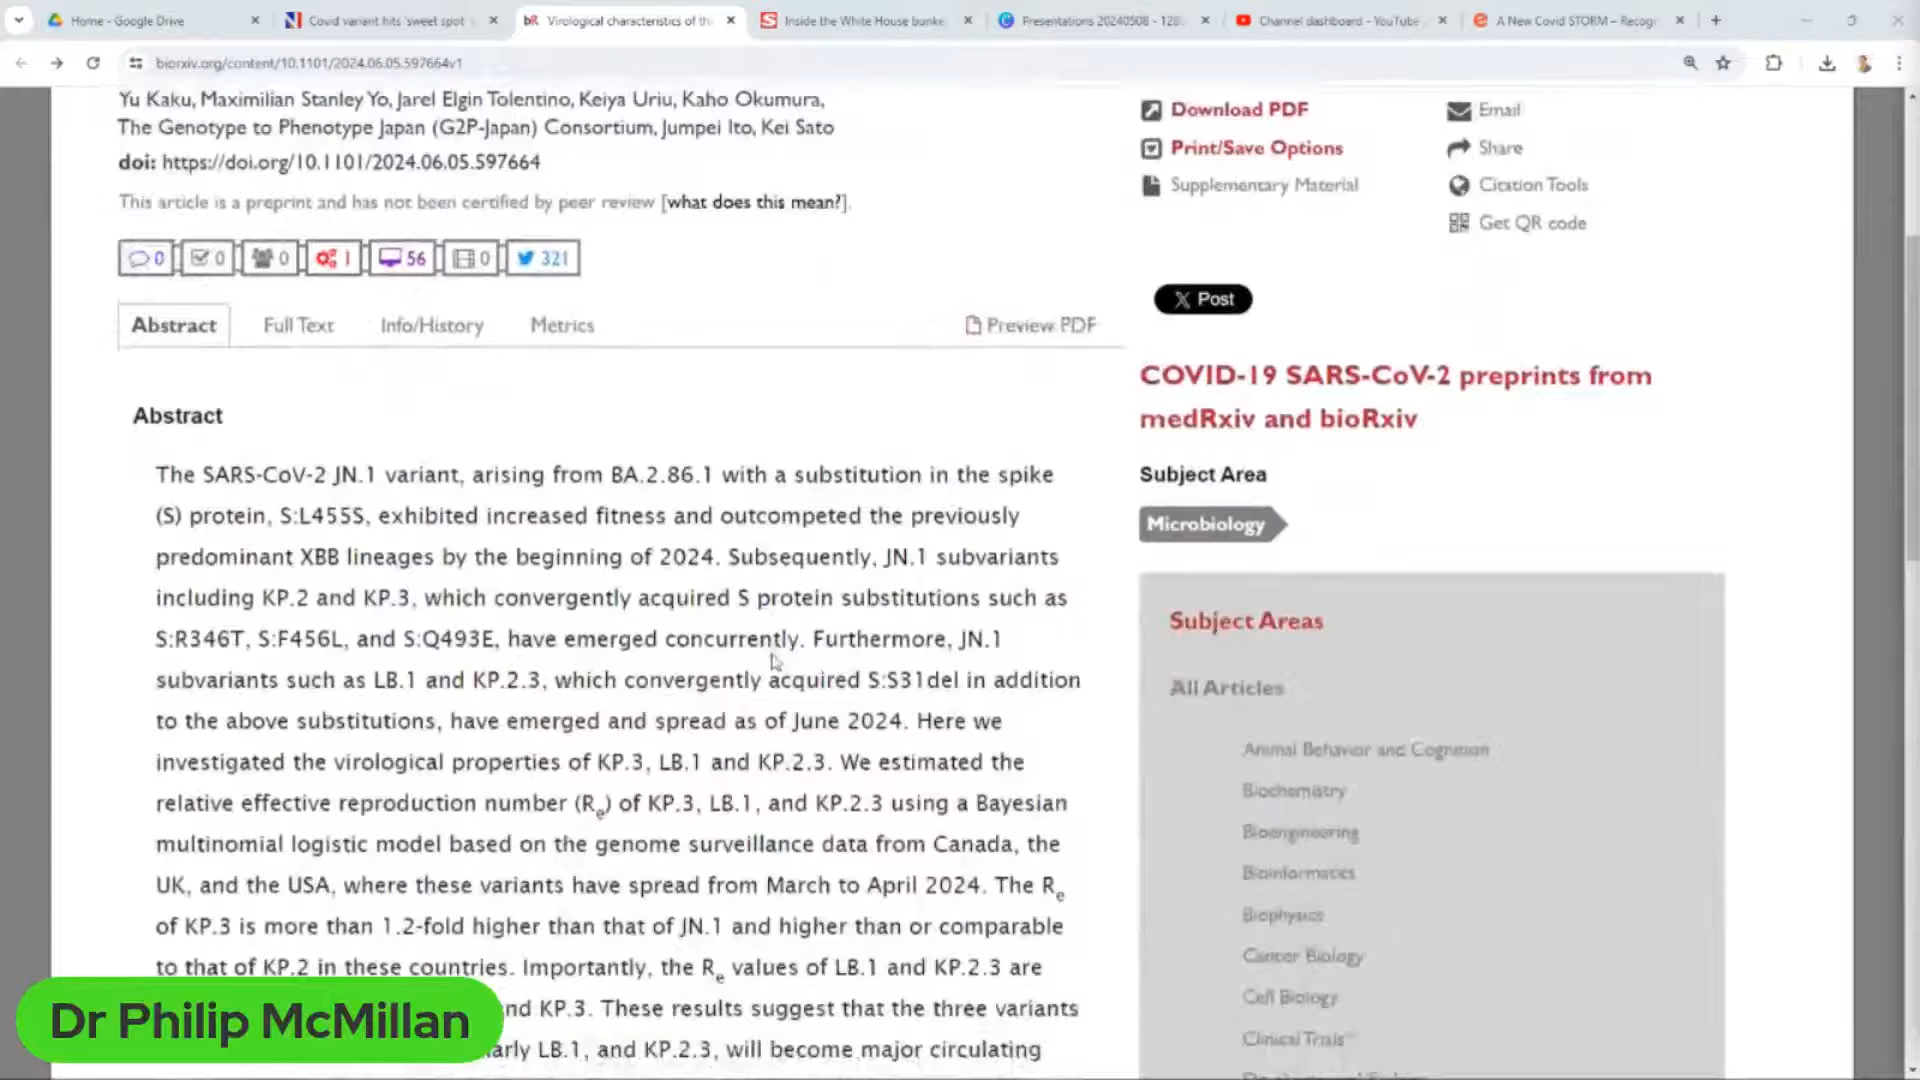 Home - Google Drive
Covid variant hits 'sweet spot
bR Virological characteristics of th
Inside the White House bunke
Presentations 20240508 - 128
Channel dashboard - YouTube
A New Covid STORM – Recogn
biorxiv.org/content/10.1101/2024.06.05.597664v1
Yu Kaku, Maximilian Stanley Yo, Jarel Elgin Tolentino, Keiya Uriu, Kaho Okumura,
The Genotype to Phenotype Japan (G2P-Japan) Consortium, Jumpei Ito, Kei Sato
doi: https://doi.org/10.1101/2024.06.05.597664
This article is a preprint and has not been certified by peer review [what does this mean?].
0 0 0 1 56 0 321
Abstract Full Text Info/History Metrics Preview PDF
Abstract
The SARS-CoV-2 JN.1 variant, arising from BA.2.86.1 with a substitution in the spike
(S) protein, S:L455S, exhibited increased fitness and outcompeted the previously
predominant XBB lineages by the beginning of 2024. Subsequently, JN.1 subvariants
including KP.2 and KP.3, which convergently acquired S protein substitutions such as
S:R346T, S:F456L, and S:Q493E, have emerged concurrently. Furthermore, JN.1
subvariants such as LB.1 and KP.2.3, which convergently acquired S:S31del in addition
to the above substitutions, have emerged and spread as of June 2024. Here we
investigated the virological properties of KP.3, LB.1 and KP.2.3. We estimated the
relative effective reproduction number (Re) of KP.3, LB.1, and KP.2.3 using a Bayesian
multinomial logistic model based on the genome surveillance data from Canada, the
UK, and the USA, where these variants have spread from March to April 2024. The Re
of KP.3 is more than 1.2-fold higher than that of JN.1 and higher than or comparable
to that of KP.2 in these countries. Importantly, the Re values of LB.1 and KP.2.3 are
nd KP.3. These results suggest that the three variants
arly LB.1, and KP.2.3, will become major circulating
Dr Philip McMillan
Download PDF
Print/Save Options
Supplementary Material
Email
Share
Citation Tools
Get QR code
X Post
COVID-19 SARS-CoV-2 preprints from
medRxiv and bioRxiv
Subject Area
Microbiology
Subject Areas
All Articles
Animal Behavior and Cognition
Biochemistry
Bioengineering
Bioinformatics
Biophysics
Cancer Biology
Cell Biology
Clinical Trials